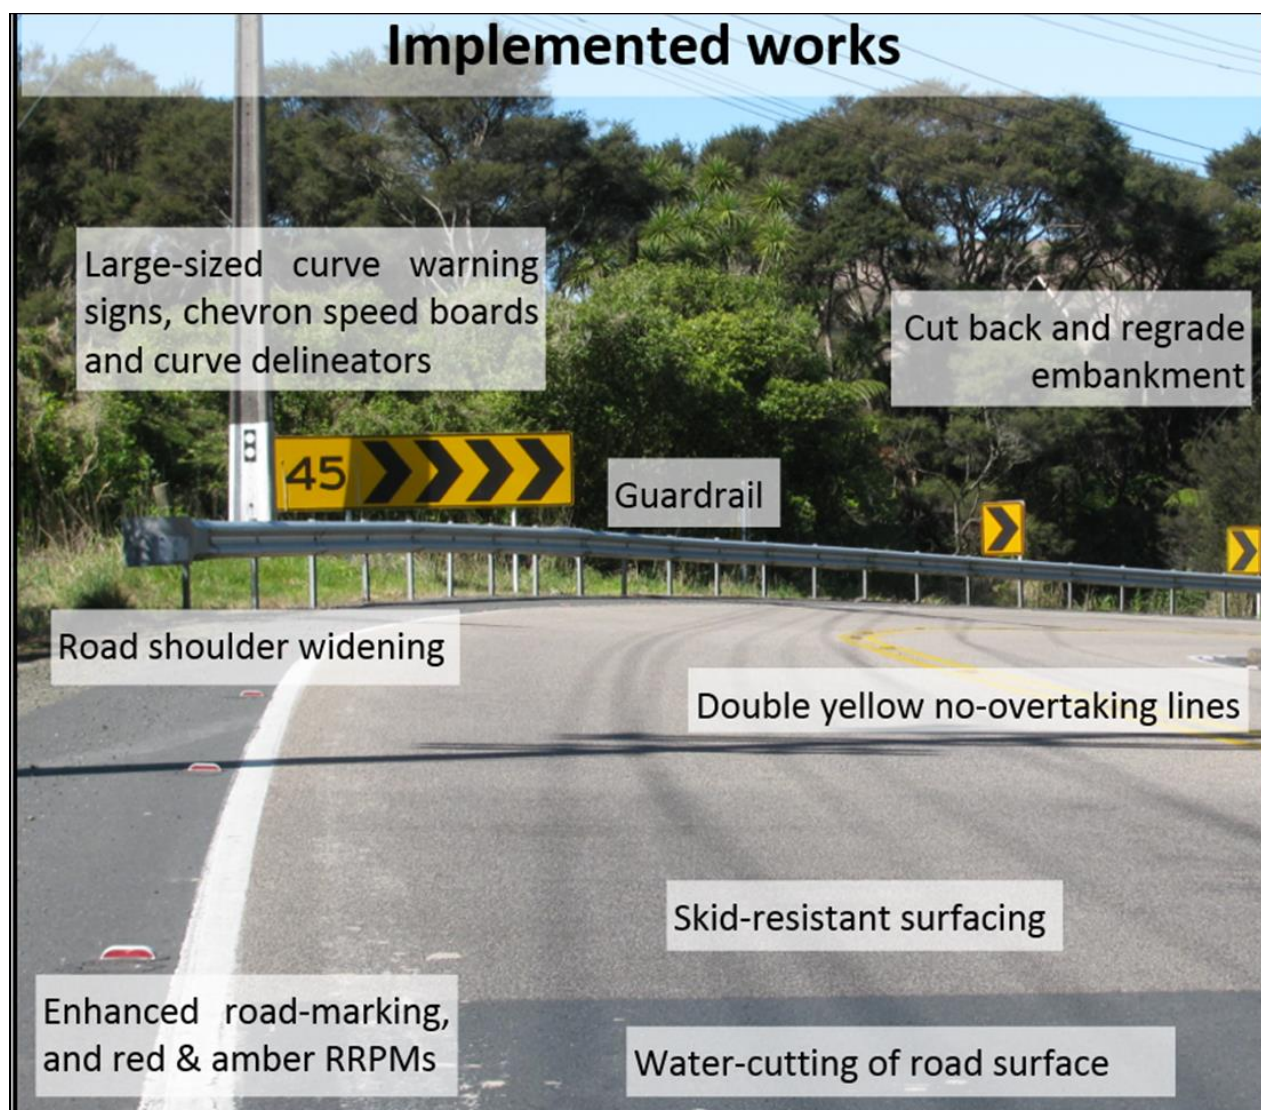 Implemented works
Large-sized curve warning
signs, chevron speed boards
and curve delineators
Cut back and regrade
embankment
45
Guardrail
Road shoulder widening
Double yellow no-overtaking lines
Skid-resistant surfacing
Enhanced road-marking,
and red & amber RRPMs
Water-cutting of road surface